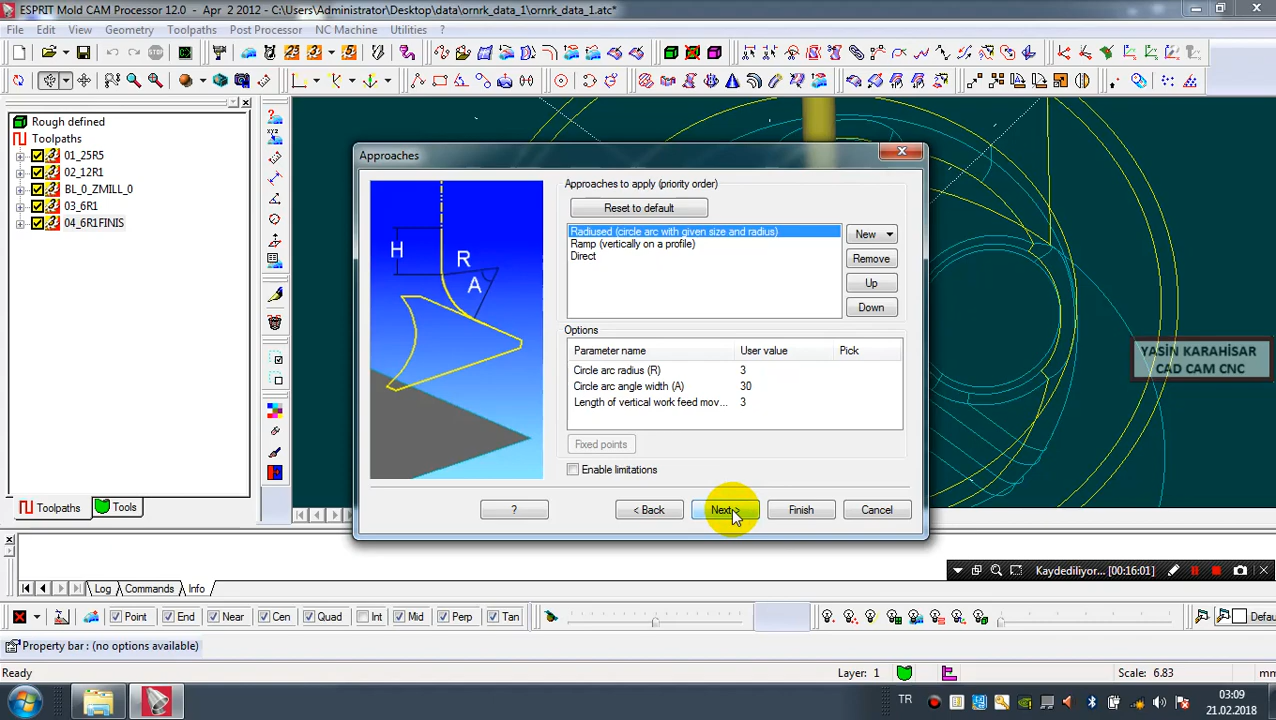 ESPRIT Mold CAM Processor 12.0 - Apr 2 2012 - C:\Users\Administrator\Desktop\data\ornrk_data_1\ornrk_data_1.atc*
File Edit View Geometry Toolpaths Post Processor NC Machine Utilities ?
Rough defined
Toolpaths
01_25R5
02_12R1
BL_0_ZMILL_0
03_6R1
04_6R1FINIS
Toolpaths Tools
Approaches
H
R
A
Approaches to apply (priority order)
Reset to default
Radiused (circle arc with given size and radius)
Ramp (vertically on a profile)
Direct
New
Remove
Up
Down
Options
Parameter name User value Pick
Circle arc radius (R) 3
Circle arc angle width (A) 30
Length of vertical work feed mov... 3
Fixed points
Enable limitations
? < Back Next > Finish Cancel
YASİN KARAHİSAR
CAD CAM CNC
Kaydediliyor... [00:16:01]
Log Commands Info
Point End Near Cen Quad Int Mid Perp Tan
Defau
Property bar : (no options available)
Ready Layer: 1 Scale: 6.83 mm
TR
03:09
21.02.2018